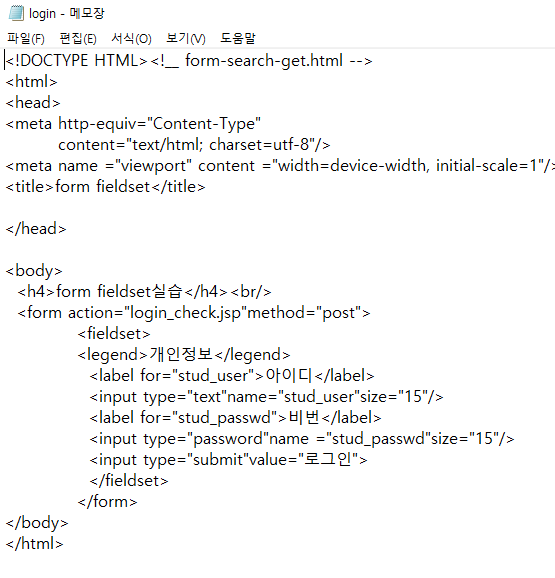 login - 메모장
파일(F) 편집(E) 서식(O) 보기(V) 도움말
<!DOCTYPE HTML><!__ form-search-get.html -->
<html>
<head>
<meta http-equiv="Content-Type"
content="text/html; charset=utf-8"/>
<meta name ="viewport" content ="width=device-width, initial-scale=1"/>
<title>form fieldset</title>
</head>
<body>
<h4>form fieldset실습</h4><br/>
<form action="login_check.jsp"method="post">
<fieldset>
<legend>개인정보</legend>
<label for="stud_user">아이디</label>
<input type="text"name="stud_user"size="15"/>
<label for="stud_passwd">비번</label>
<input type="password"name ="stud_passwd"size="15"/>
<input type="submit"value="로그인">
</fieldset>
</form>
</body>
</html>